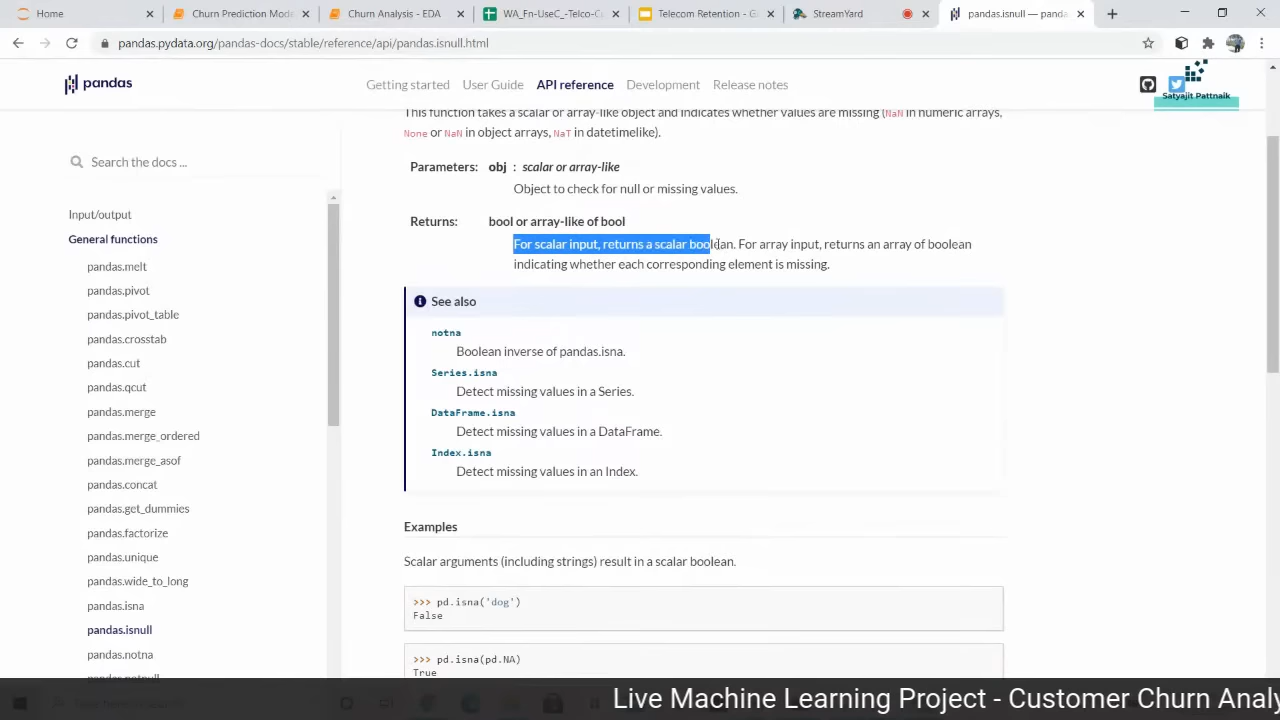 Home
Churn Prediction Mode
Churn Analysis - EDA
WA_Fn-UseC_-Telco-C
Telecom Retention - G
StreamYard
pandas.isnull — panda
pandas.pydata.org/pandas-docs/stable/reference/api/pandas.isnull.html
pandas
Getting started User Guide API reference Development Release notes
Satyajit Pattnaik
This function takes a scalar or array-like object and indicates whether values are missing (NaN in numeric arrays,
None or NaN in object arrays, NaT in datetimelike).
Search the docs ...
Input/output
General functions
pandas.melt
pandas.pivot
pandas.pivot_table
pandas.crosstab
pandas.cut
pandas.qcut
pandas.merge
pandas.merge_ordered
pandas.merge_asof
pandas.concat
pandas.get_dummies
pandas.factorize
pandas.unique
pandas.wide_to_long
pandas.isna
pandas.isnull
pandas.notna
pandas.notnull
Parameters: obj : scalar or array-like
Object to check for null or missing values.
Returns: bool or array-like of bool
For scalar input, returns a scalar boolean. For array input, returns an array of boolean
indicating whether each corresponding element is missing.
See also
notna
Boolean inverse of pandas.isna.
Series.isna
Detect missing values in a Series.
DataFrame.isna
Detect missing values in a DataFrame.
Index.isna
Detect missing values in an Index.
Examples
Scalar arguments (including strings) result in a scalar boolean.
>>> pd.isna('dog')
False
>>> pd.isna(pd.NA)
True
Live Machine Learning Project - Customer Churn Analy